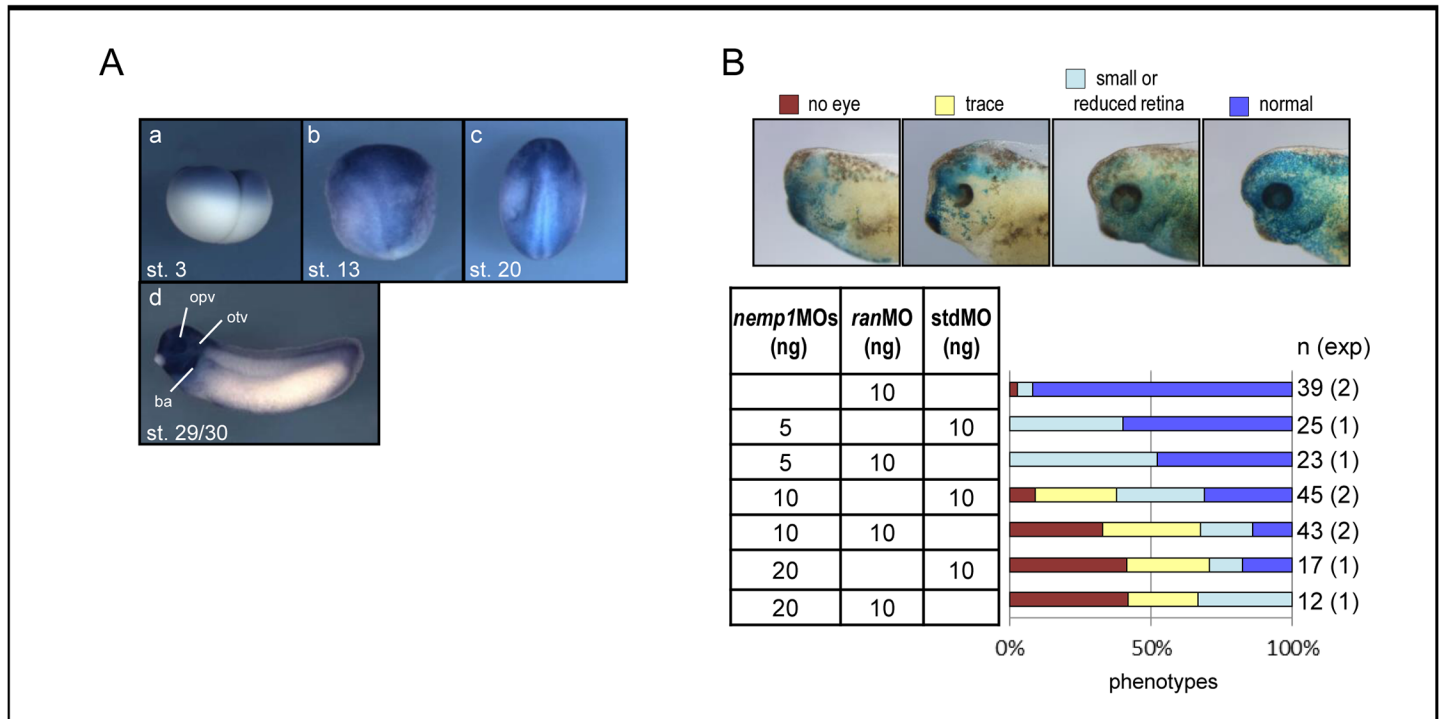 A
a
st. 3
b
st. 13
c
st. 20
d
opv
otv
ba
st. 29/30
B
no eye
trace
small or
reduced retina
normal
nemp1MOs ranMO stdMO
(ng) (ng) (ng)
n (exp)
10 39 (2)
5 10 25 (1)
5 10 23 (1)
10 10 45 (2)
10 10 43 (2)
20 10 17 (1)
20 10 12 (1)
0% 50% 100%
phenotypes